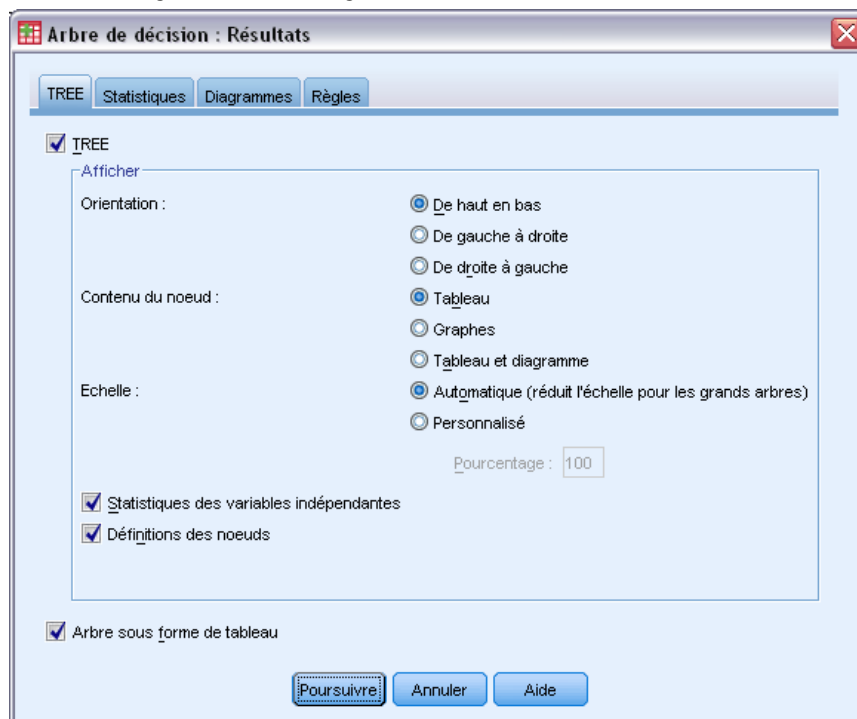 Arbre de décision : Résultats
TREE Statistiques Diagrammes Règles
TREE
Afficher
Orientation :
De haut en bas
De gauche à droite
De droite à gauche
Contenu du noeud :
Tableau
Graphes
Tableau et diagramme
Echelle :
Automatique (réduit l'échelle pour les grands arbres)
Personnalisé
Pourcentage : 100
Statistiques des variables indépendantes
Définitions des noeuds
Arbre sous forme de tableau
Poursuivre Annuler Aide